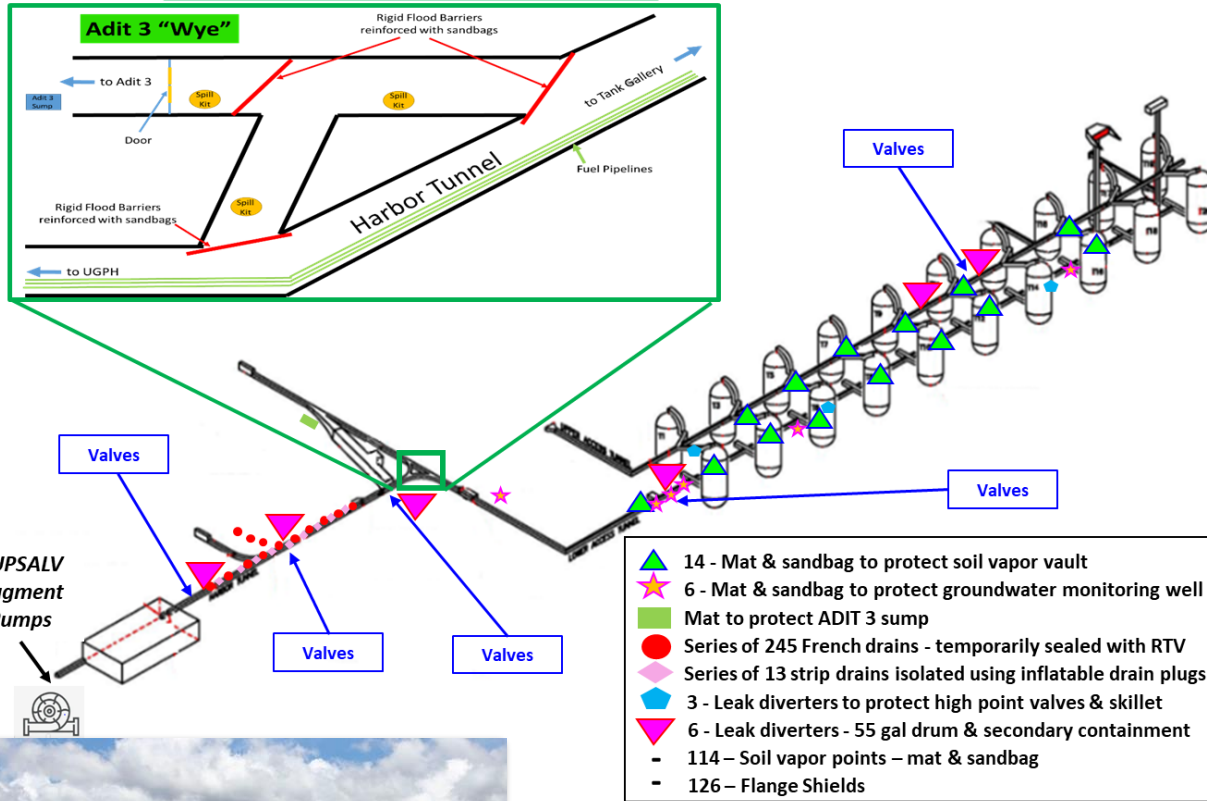 Adit 3 "Wye"
Rigid Flood Barriers
reinforced with sandbags
to Adit 3
Adit 3
Sump
Spill
Kit
Spill
Kit
Door
to Tank Gallery
Fuel Pipelines
Harbor Tunnel
Spill
Kit
Rigid Flood Barriers
reinforced with sandbags
to UGPH
Valves
Valves
Valves
Valves
Valves
LOWER ACCESS TUNNEL
UPSALV
Pumps
14 - Mat & sandbag to protect soil vapor vault
6 - Mat & sandbag to protect groundwater monitoring well
Mat to protect ADIT 3 sump
Series of 245 French drains - temporarily sealed with RTV
Series of 13 strip drains isolated using inflatable drain plugs
3 - Leak diverters to protect high point valves & skillet
6 - Leak diverters - 55 gal drum & secondary containment
- 114 – Soil vapor points – mat & sandbag
- 126 – Flange Shields